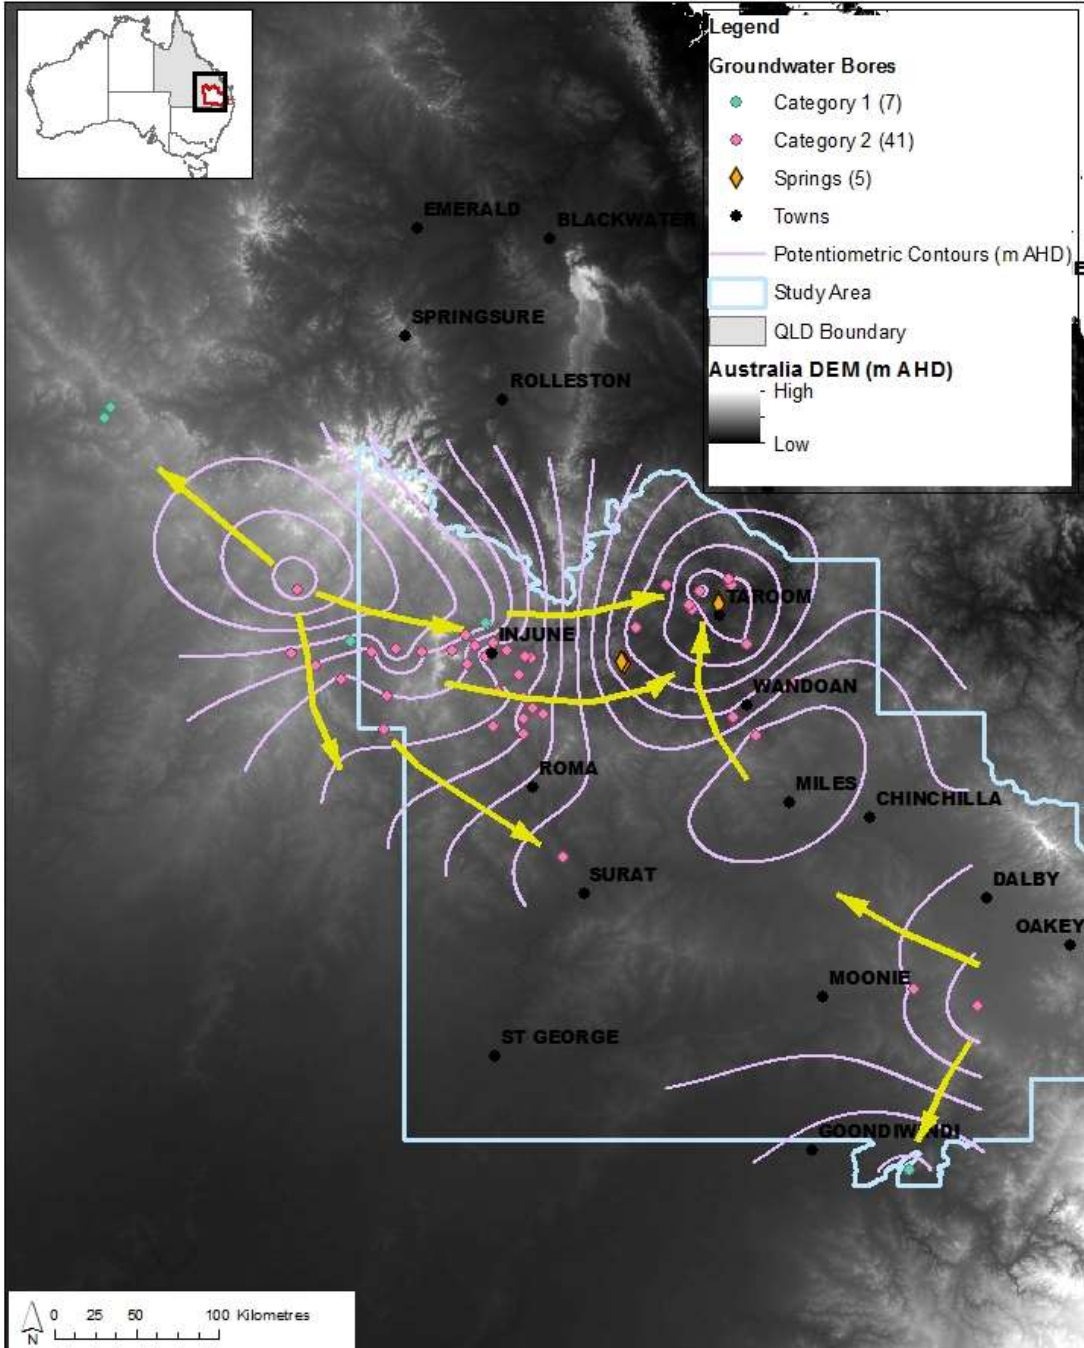 Legend
Groundwater Bores
Category 1 (7)
Category 2 (41)
Springs (5)
Towns
Potentiometric Contours (m AHD)
Study Area
QLD Boundary
Australia DEM (m AHD)
High
Low
EMERALD
BLACKWATER
E
SPRINGSURE
ROLLESTON
TAROOM
INJUNE
WANDOAN
ROMA
MILES
CHINCHILLA
SURAT
DALBY
OAKEY
MOONIE
ST GEORGE
GOONDIWINDI
N
0 25 50 100 Kilometres